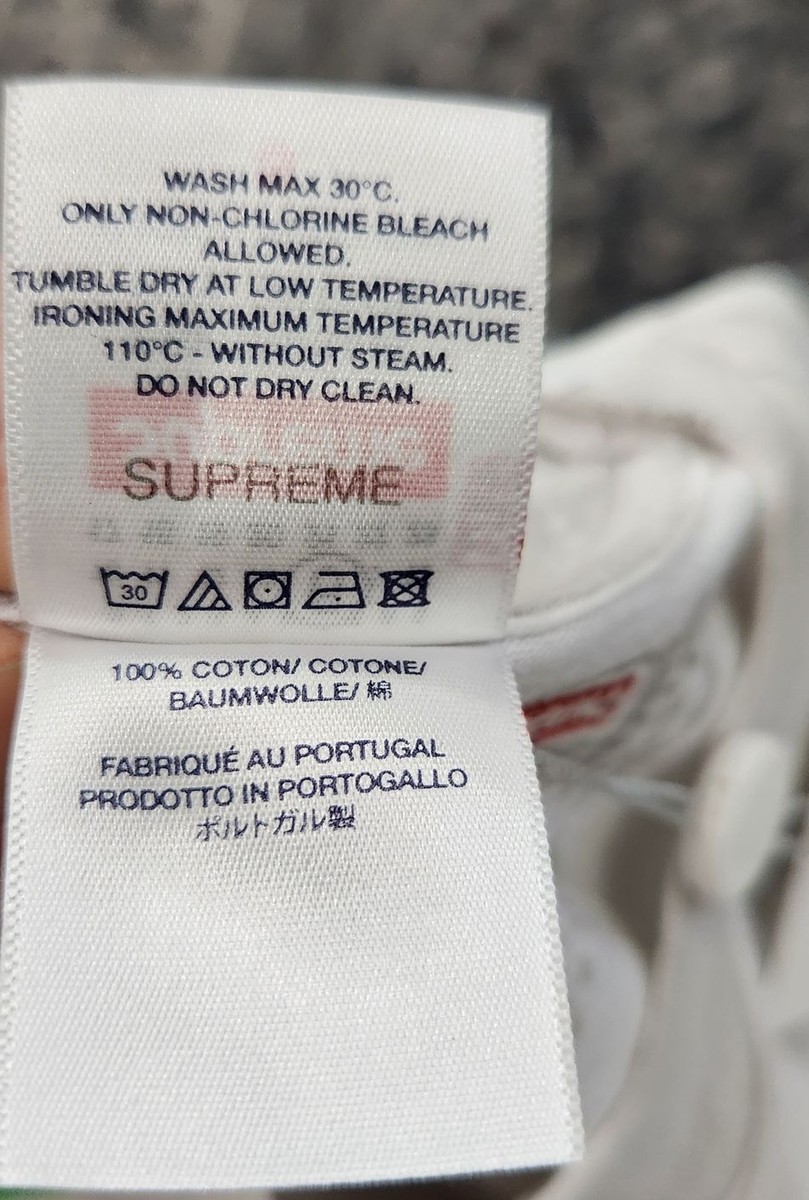 WASH MAX 30°C.
ONLY NON-CHLORINE BLEACH
ALLOWED.
TUMBLE DRY AT LOW TEMPERATURE.
IRONING MAXIMUM TEMPERATURE
110°C - WITHOUT STEAM.
DO NOT DRY CLEAN.
SUPREME
30
100% COTON/ COTONE/
BAUMWOLLE/ 綿
FABRIQUÉ AU PORTUGAL
PRODOTTO IN PORTOGALLO
ポルトガル製